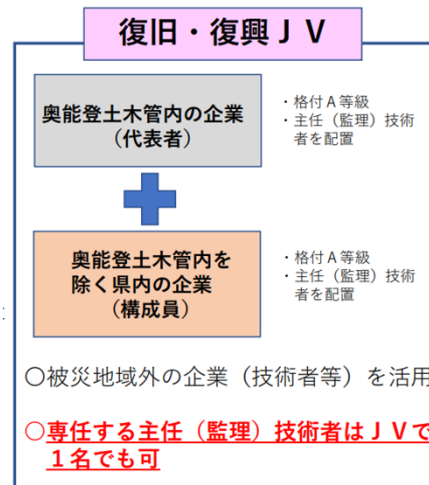 復旧・復興ＪＶ
奥能登土木管内の企業
（代表者）
・格付Ａ等級
・主任（監理）技術
者を配置
奥能登土木管内を
除く県内の企業
（構成員）
・格付Ａ等級
・主任（監理）技術
者を配置
○被災地域外の企業（技術者等）を活用
○専任する主任（監理）技術者はＪＶで
１名でも可